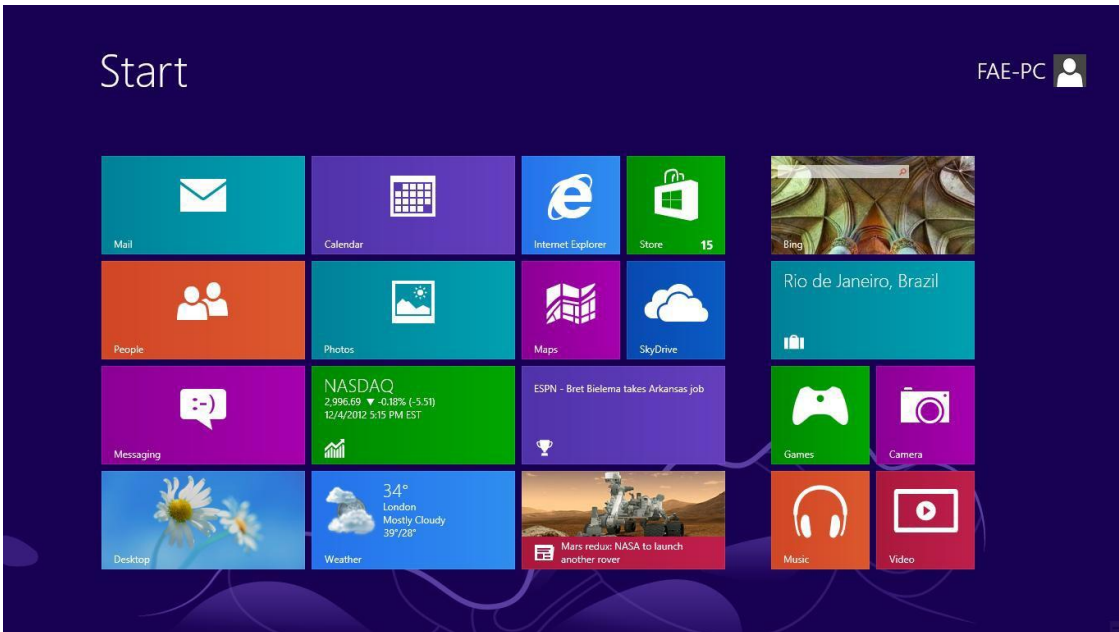 Start
FAE-PC
Mail
Calendar
Internet Explorer
Store 15
Bing
People
Photos
Maps
SkyDrive
Rio de Janeiro, Brazil
Messaging
NASDAQ
2,996.69 ▼ -0.18% (-5.51)
12/4/2012 5:15 PM EST
ESPN - Bret Bielema takes Arkansas job
Games
Camera
Desktop
34°
London
Mostly Cloudy
39°/28°
Weather
Mars redux: NASA to launch
another rover
Music
Video